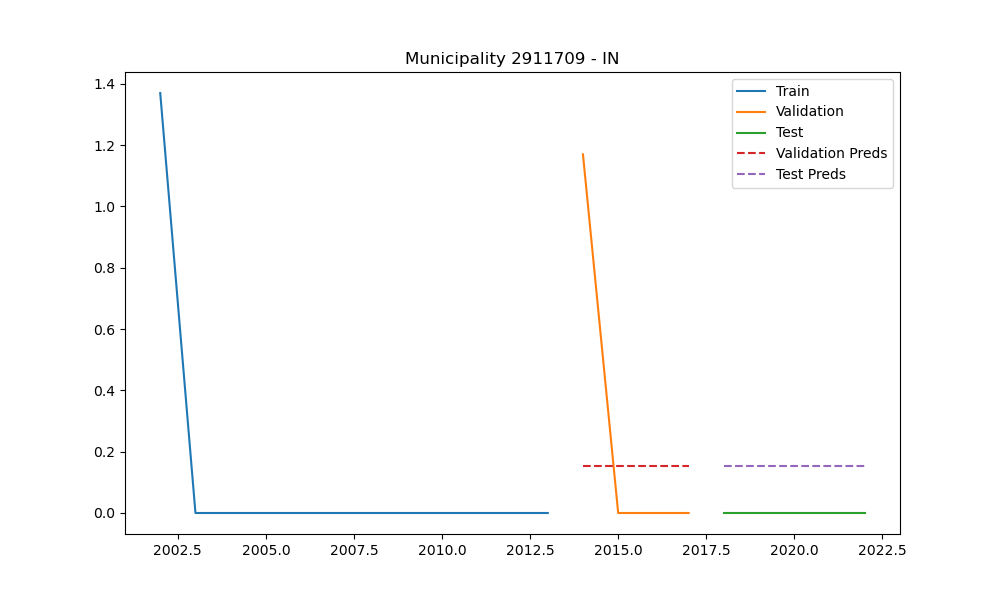 Municipality 2911709 - IN
1.4
1.2
1.0
0.8
0.6
0.4
0.2
0.0
Train
Validation
Test
Validation Preds
Test Preds
2002.5 2005.0 2007.5 2010.0 2012.5 2015.0 2017.5 2020.0 2022.5